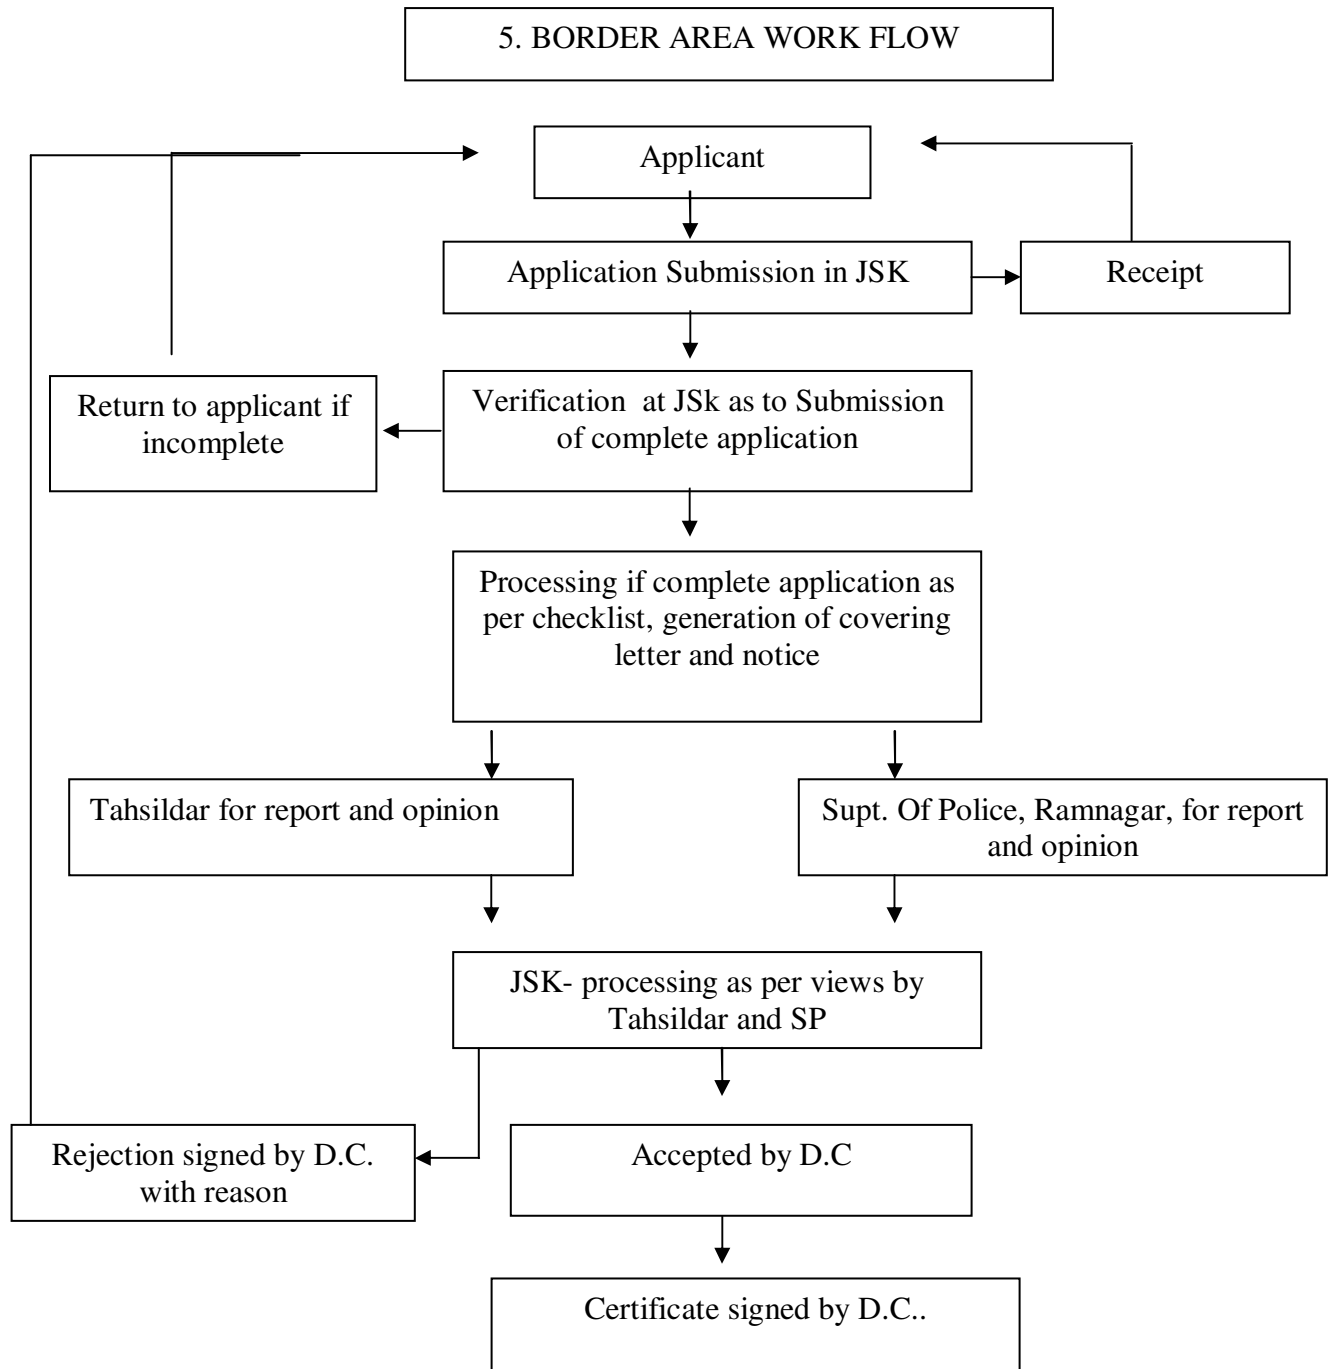 5. BORDER AREA WORK FLOW
Applicant
Application Submission in JSK
Receipt
Return to applicant if
incomplete
Verification at JSk as to Submission
of complete application
Processing if complete application as
per checklist, generation of covering
letter and notice
Tahsildar for report and opinion
Supt. Of Police, Ramnagar, for report
and opinion
JSK- processing as per views by
Tahsildar and SP
Rejection signed by D.C.
with reason
Accepted by D.C
Certificate signed by D.C..